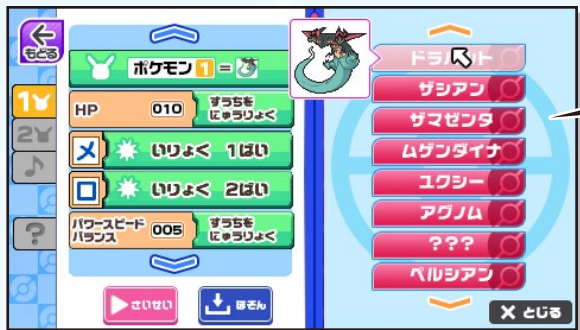 もどる
ポケモン 1 =
HP 010 すうちを
にゅうりょく
1
2
いりょく 1ばい
いりょく 2ばい
?
パワースピード
バランス 005 すうちを
にゅうりょく
さいせい
ほぞん
ザシアン
ザマゼンタ
ムゲンダイナ
ユクシー
アグノム
???
ペルシアン
X とじる